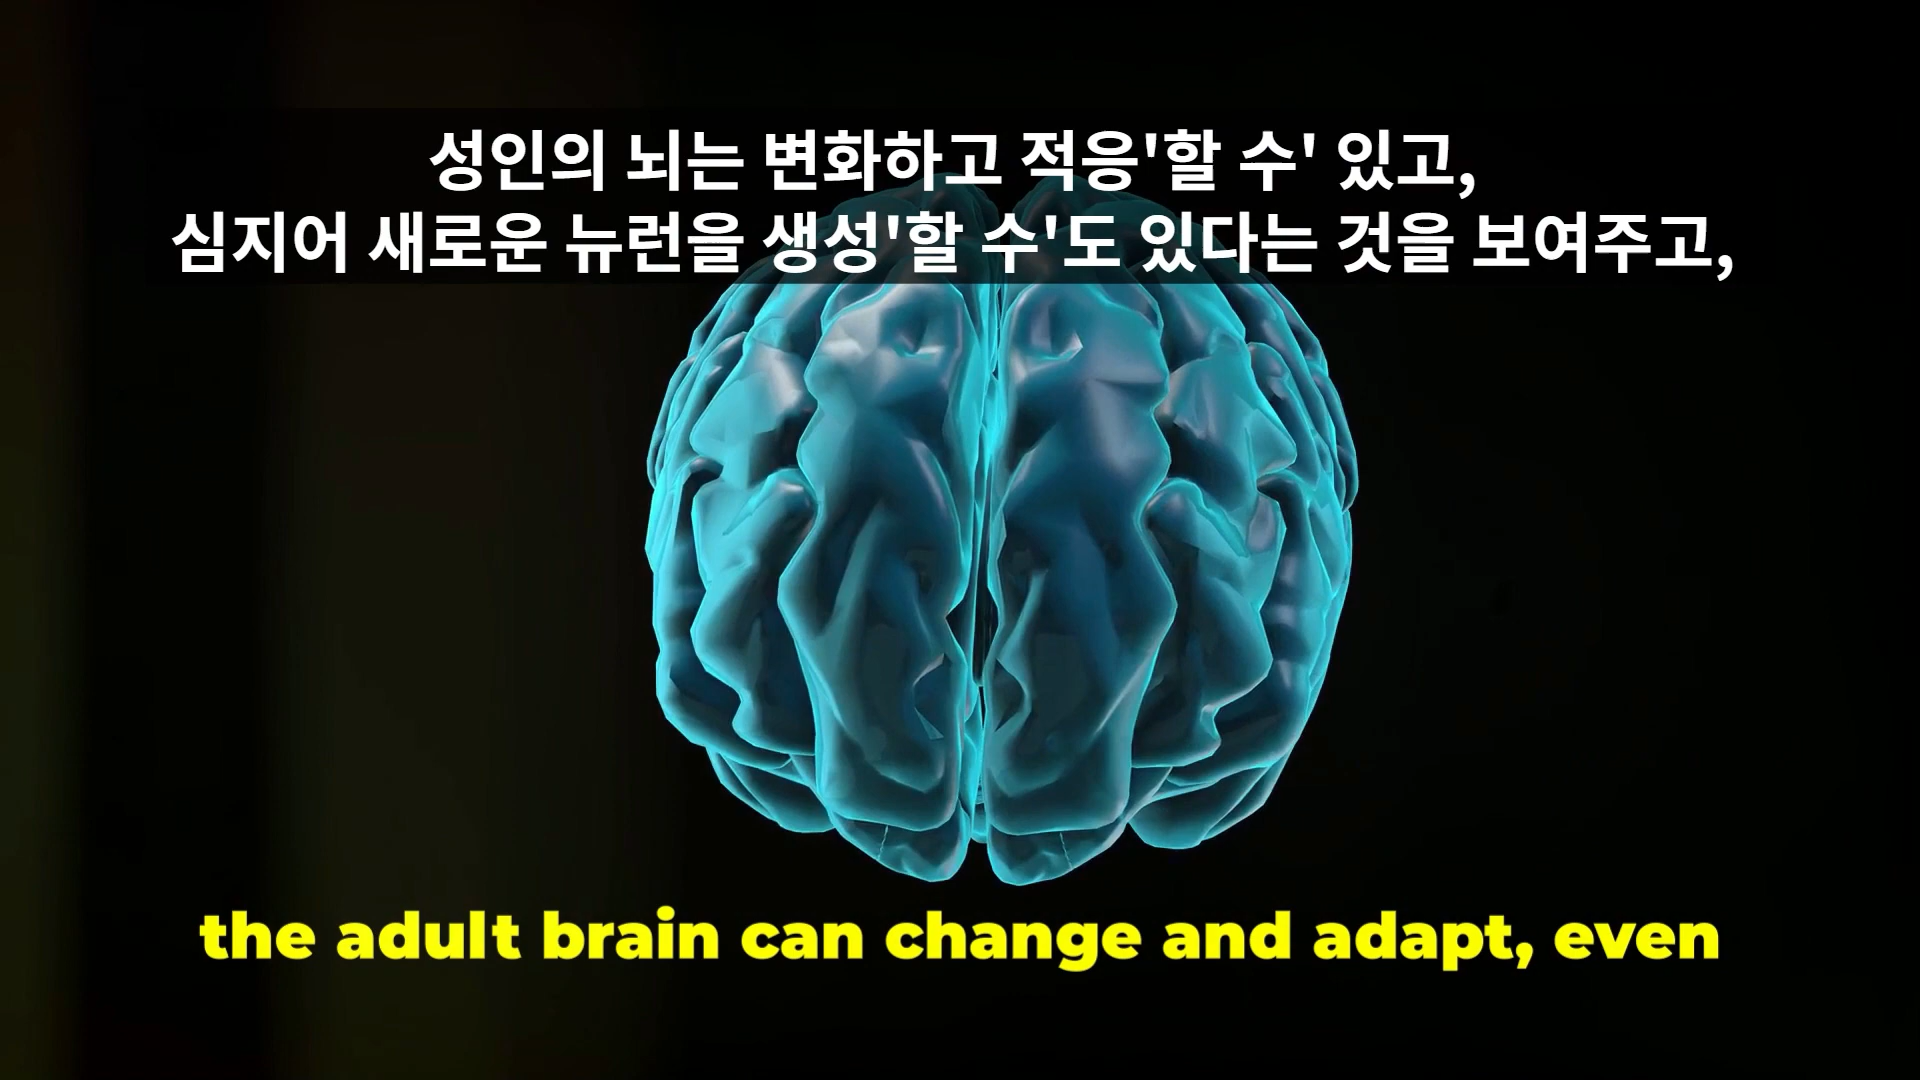 성인의 뇌는 변화하고 적응'할 수' 있고,
심지어 새로운 뉴런을 생성'할 수'도 있다는 것을 보여주고,
the adult brain can change and adapt, even